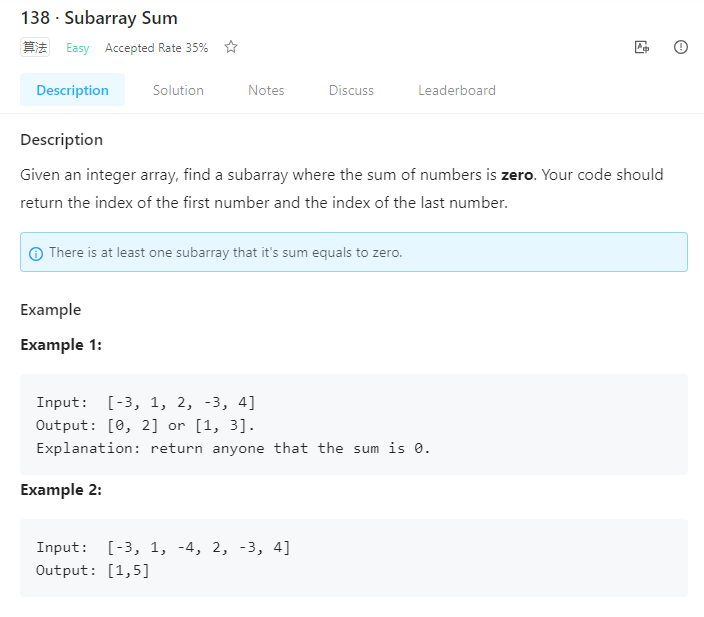 138 · Subarray Sum
算法 Easy Accepted Rate 35%
Description Solution Notes Discuss Leaderboard
Description
Given an integer array, find a subarray where the sum of numbers is zero. Your code should
return the index of the first number and the index of the last number.
There is at least one subarray that it's sum equals to zero.
Example
Example 1:
Input:  [-3, 1, 2, -3, 4]
Output: [0, 2] or [1, 3].
Explanation: return anyone that the sum is 0.
Example 2:
Input:  [-3, 1, -4, 2, -3, 4]
Output: [1,5]